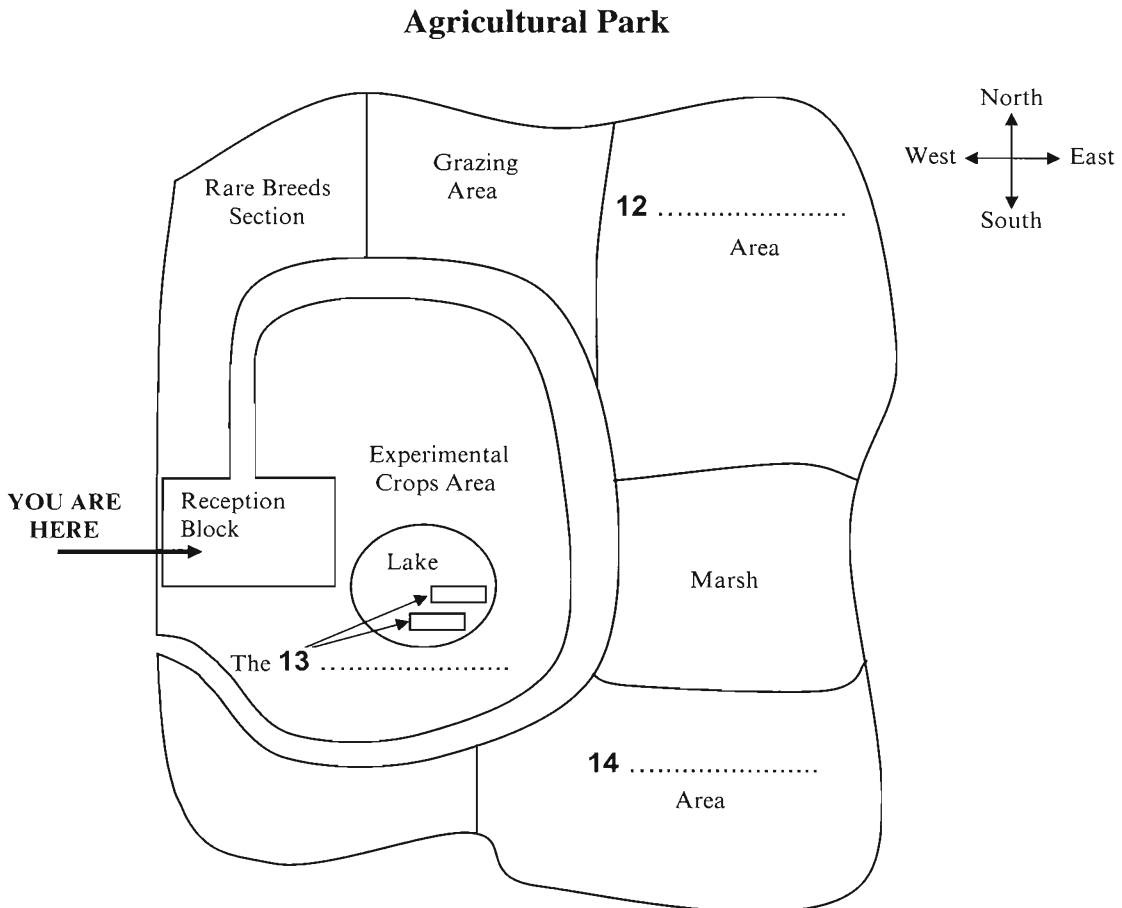 Agricultural Park
North
West East
South
Rare Breeds
Section
Grazing
Area
12 ........................
Area
Experimental
Crops Area
YOU ARE
HERE
Reception
Block
Lake
Marsh
The 13 ........................
14 ........................
Area